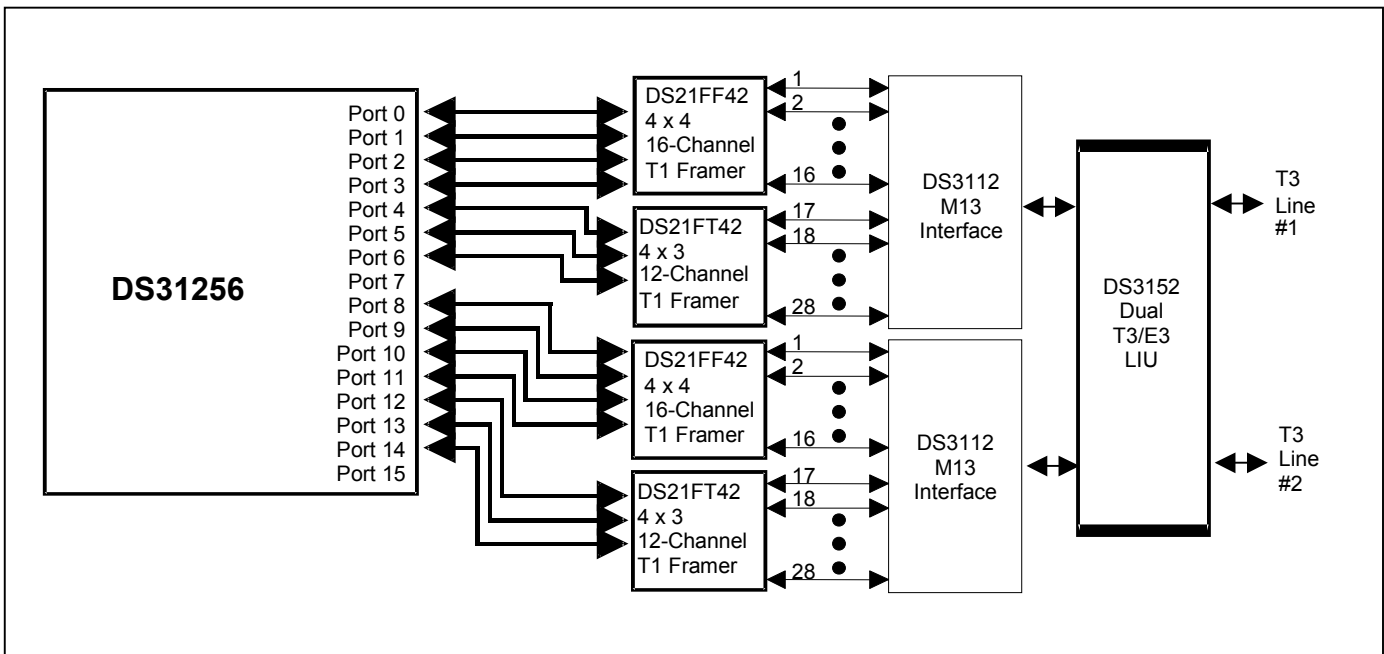 DS31256
Port 0
Port 1
Port 2
Port 3
Port 4
Port 5
Port 6
Port 7
Port 8
Port 9
Port 10
Port 11
Port 12
Port 13
Port 14
Port 15
DS21FF42
4 x 4
16-Channel
T1 Framer
1
2
16
DS21FT42
4 x 3
12-Channel
T1 Framer
17
18
28
DS21FF42
4 x 4
16-Channel
T1 Framer
1
2
16
DS21FT42
4 x 3
12-Channel
T1 Framer
17
18
28
DS3112
M13
Interface
DS3112
M13
Interface
DS3152
Dual
T3/E3
LIU
T3
Line
#1
T3
Line
#2